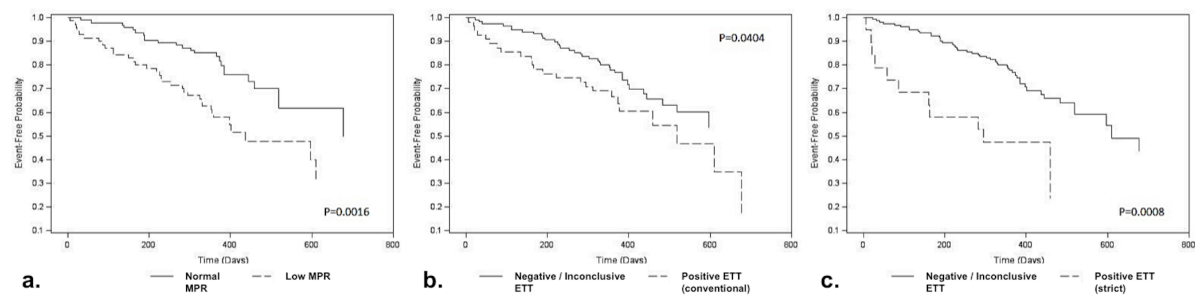 Event-Free Probability
1.0
0.9
0.8
0.7
0.6
0.5
0.4
0.3
0.2
0.1
P=0.0016
0 200 400 600 800
Time (Days)
a.
Normal MPR
Low MPR
Event-Free Probability
1.0
0.9
0.8
0.7
0.6
0.5
0.4
0.3
0.2
0.1
P=0.0404
0 200 400 600 800
Time (Days)
b.
Negative / Inconclusive ETT
Positive ETT (conventional)
Event-Free Probability
1.0
0.9
0.8
0.7
0.6
0.5
0.4
0.3
0.2
0.1
P=0.0008
0 200 400 600 800
Time (Days)
c.
Negative / Inconclusive ETT
Positive ETT (strict)